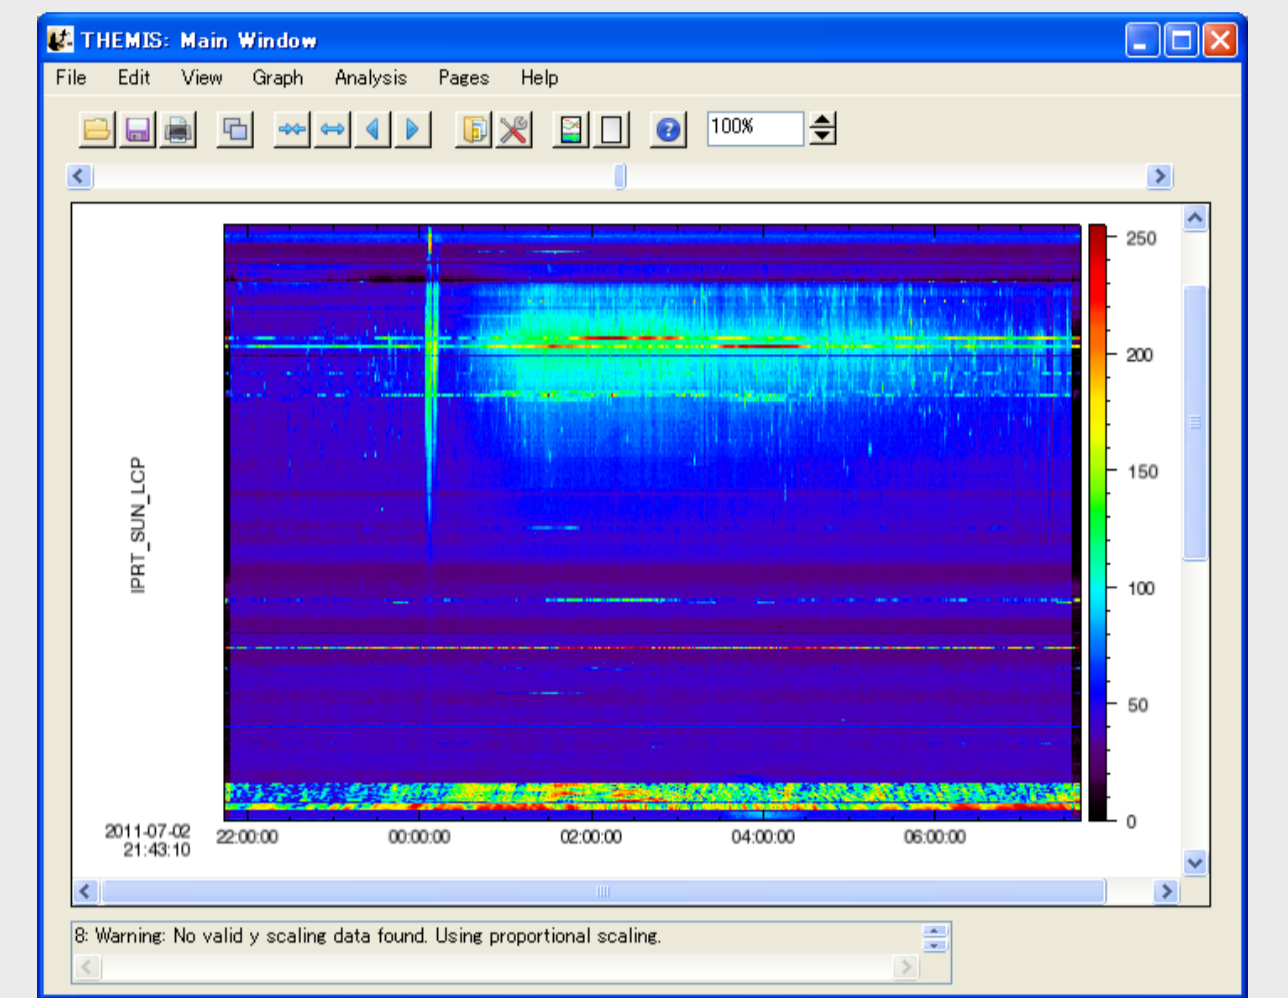 THEMIS: Main Window
File Edit View Graph Analysis Pages Help
100%
250
200
150
100
50
0
IPRT_SUN_LCP
2011-07-02
21:43:10
22:00:00 00:00:00 02:00:00 04:00:00 06:00:00
8: Warning: No valid y scaling data found. Using proportional scaling.